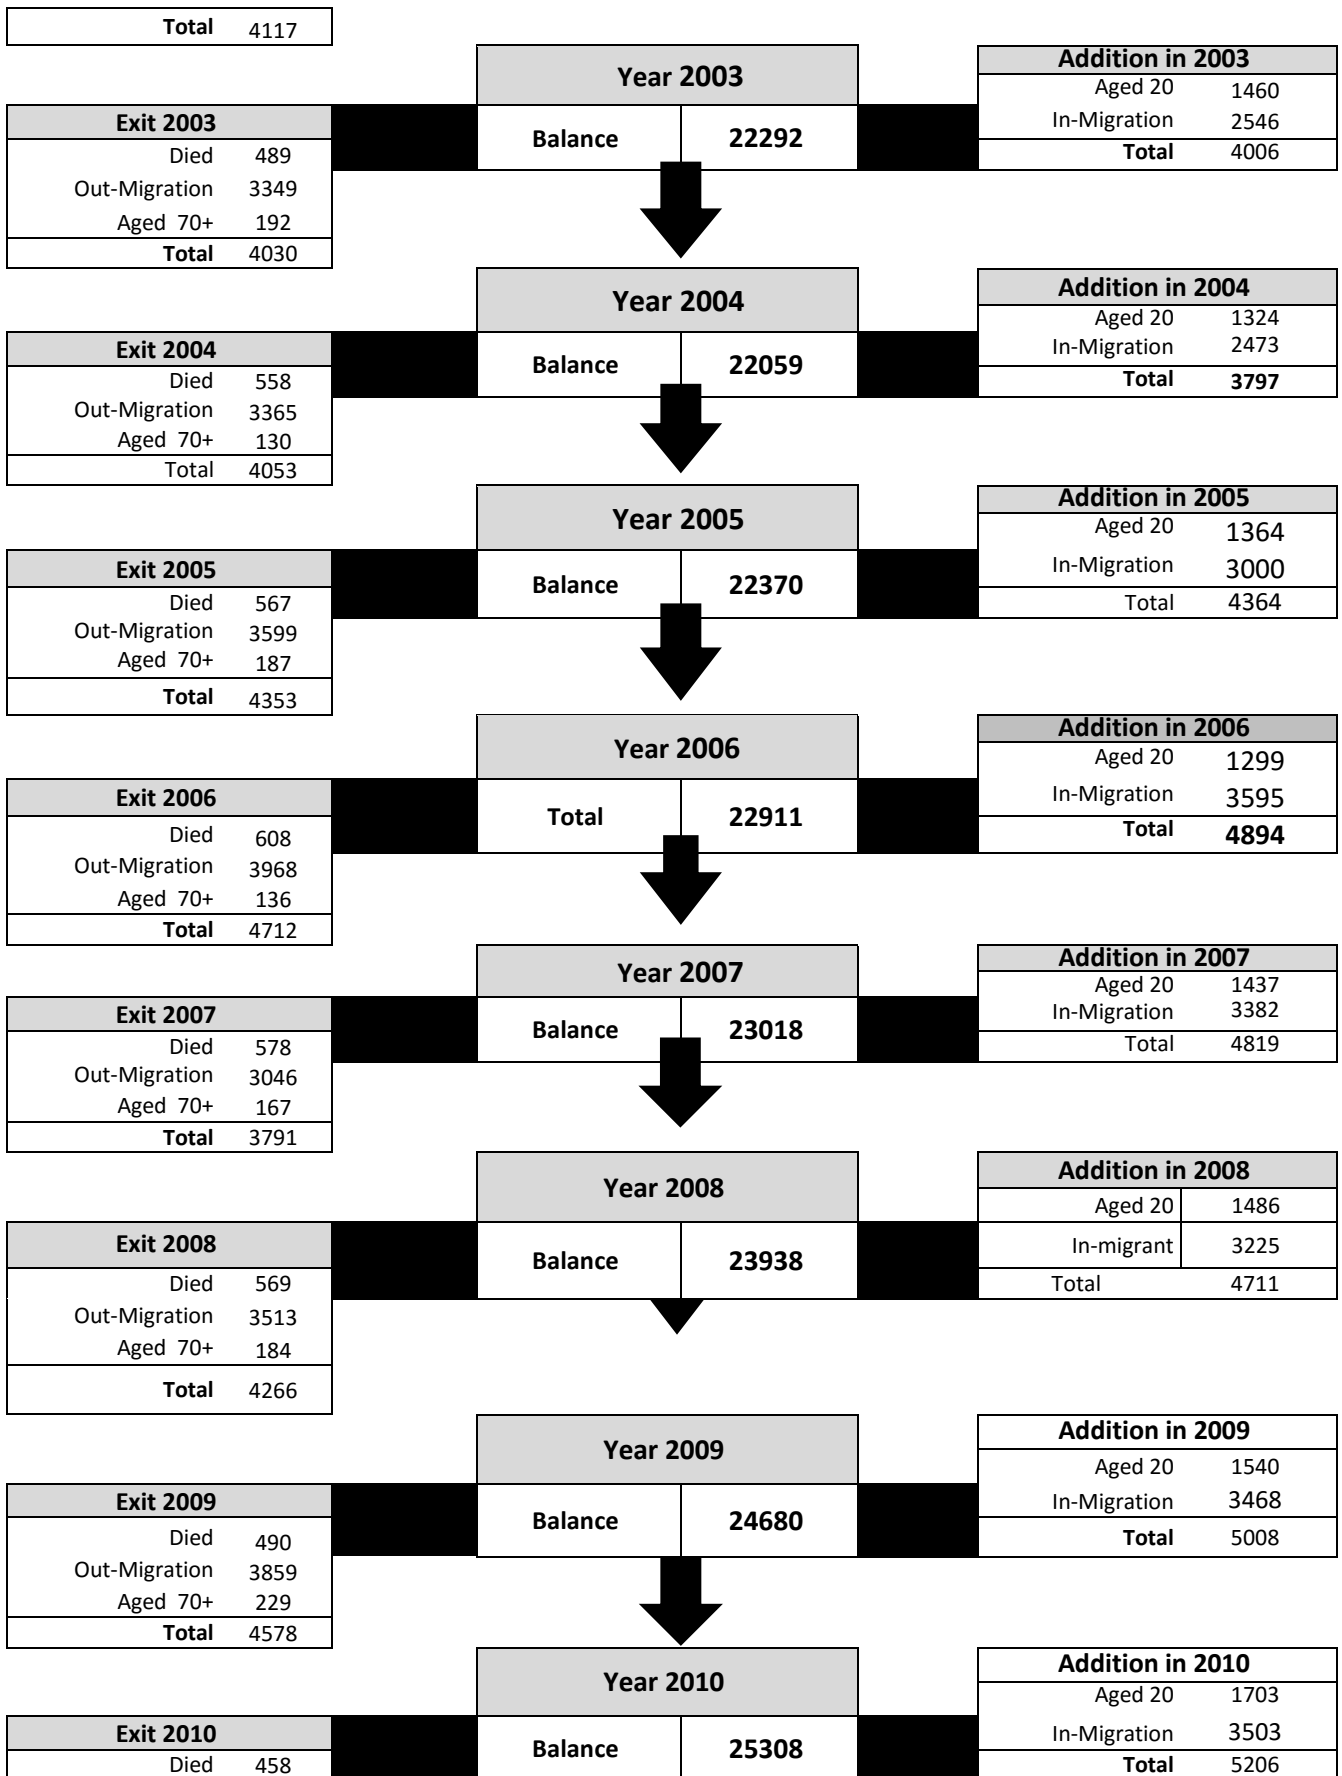 Total 4117
Year 2003
Addition in 2003
Aged 20 1460
In-Migration 2546
Total 4006
Exit 2003
Balance 22292
Died 489
Out-Migration 3349
Aged 70+ 192
Total 4030
Year 2004
Addition in 2004
Aged 20 1324
In-Migration 2473
Total 3797
Exit 2004
Balance 22059
Died 558
Out-Migration 3365
Aged 70+ 130
Total 4053
Year 2005
Addition in 2005
Aged 20 1364
In-Migration 3000
Total 4364
Exit 2005
Balance 22370
Died 567
Out-Migration 3599
Aged 70+ 187
Total 4353
Year 2006
Addition in 2006
Aged 20 1299
In-Migration 3595
Total 4894
Exit 2006
Total 22911
Died 608
Out-Migration 3968
Aged 70+ 136
Total 4712
Year 2007
Addition in 2007
Aged 20 1437
In-Migration 3382
Total 4819
Exit 2007
Balance 23018
Died 578
Out-Migration 3046
Aged 70+ 167
Total 3791
Year 2008
Addition in 2008
Aged 20 1486
In-migrant 3225
Total 4711
Exit 2008
Balance 23938
Died 569
Out-Migration 3513
Aged 70+ 184
Total 4266
Year 2009
Addition in 2009
Aged 20 1540
In-Migration 3468
Total 5008
Exit 2009
Balance 24680
Died 490
Out-Migration 3859
Aged 70+ 229
Total 4578
Year 2010
Addition in 2010
Aged 20 1703
In-Migration 3503
Total 5206
Exit 2010
Balance 25308
Died 458